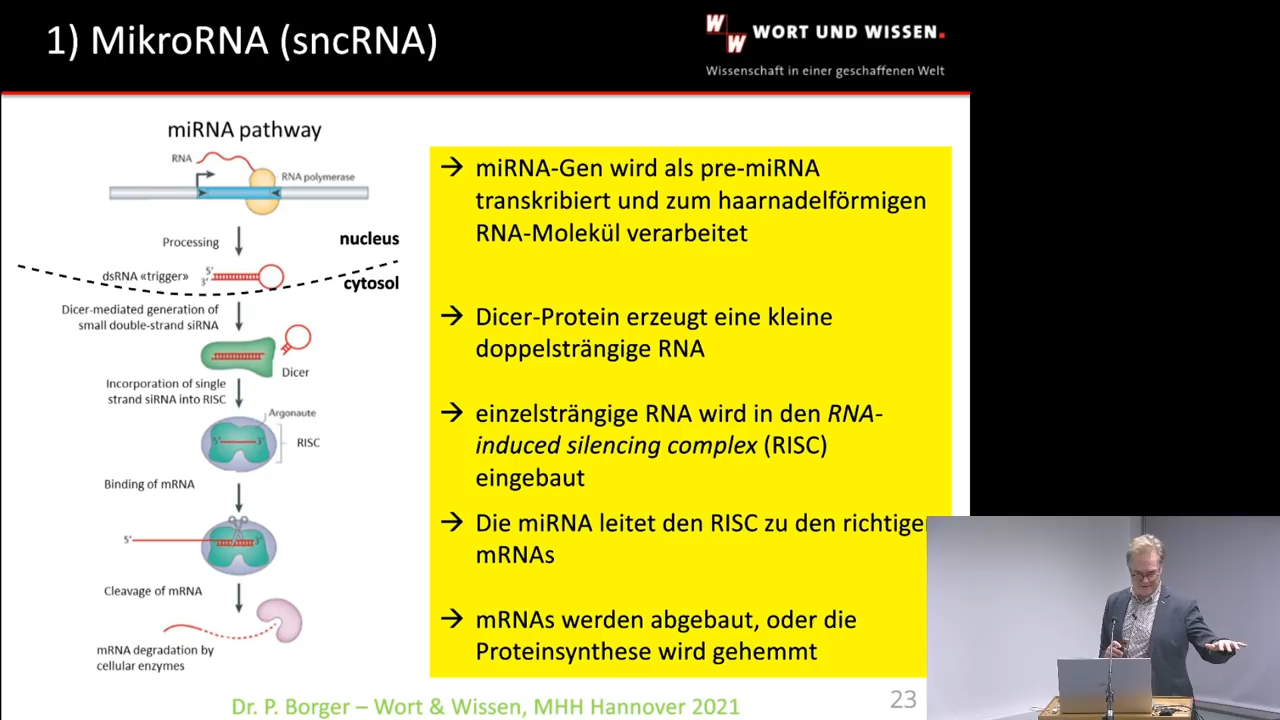 1) MikroRNA (sncRNA)
W
W
WORT UND WISSEN.
Wissenschaft in einer geschaffenen Welt
miRNA pathway
RNA
RNA polymerase
Processing
nucleus
dsRNA «trigger»
5'
3'
cytosol
Dicer-mediated generation of
small double-strand siRNA
Dicer
Incorporation of single
strand siRNA into RISC
Argonaute
5'
3'
RISC
Binding of mRNA
5'
3'
Cleavage of mRNA
mRNA degradation by
cellular enzymes
→ miRNA-Gen wird als pre-miRNA
transkribiert und zum haarnadelförmigen
RNA-Molekül verarbeitet
→ Dicer-Protein erzeugt eine kleine
doppelsträngige RNA
→ einzelsträngige RNA wird in den RNA-
induced silencing complex (RISC)
eingebaut
→ Die miRNA leitet den RISC zu den richtige
mRNAs
→ mRNAs werden abgebaut, oder die
Proteinsynthese wird gehemmt
Dr. P. Borger – Wort & Wissen, MHH Hannover 2021
23